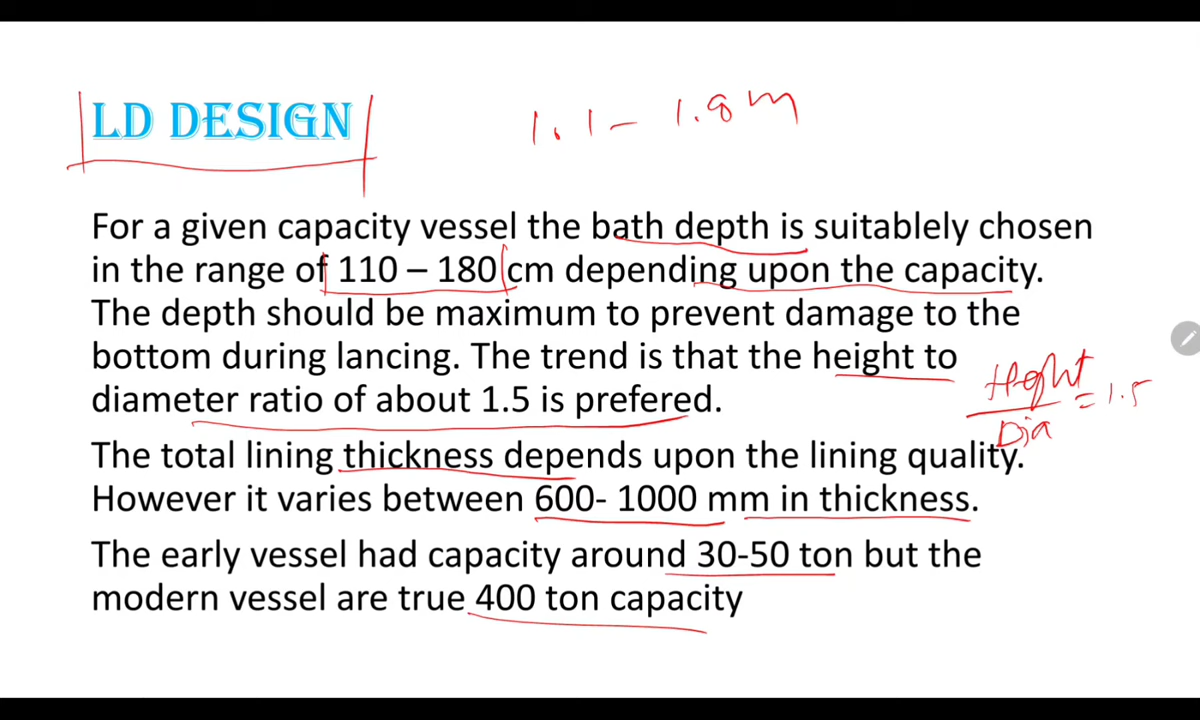 LD DESIGN
1.1 - 1.8 m
For a given capacity vessel the bath depth is suitablely chosen
in the range of 110 – 180 cm depending upon the capacity.
The depth should be maximum to prevent damage to the
bottom during lancing. The trend is that the height to
diameter ratio of about 1.5 is prefered.
Height
Dia
= 1.5
The total lining thickness depends upon the lining quality.
However it varies between 600- 1000 mm in thickness.
The early vessel had capacity around 30-50 ton but the
modern vessel are true 400 ton capacity